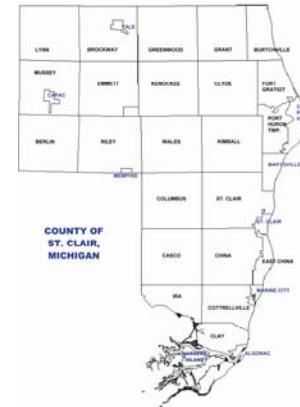 YALE
LYNN
BROCKWAY
GREENWOOD
GRANT
BURTCHVILLE
MUSSEY
EMMETT
KENOCKEE
CLYDE
FORT
GRATIOT
CAPAC
PORT
HURON
TWP.
BERLIN
RILEY
WALES
KIMBALL
MARYSVILLE
MEMPHIS
COLUMBUS
ST. CLAIR
ST. CLAIR
COUNTY OF
ST. CLAIR,
MICHIGAN
CASCO
CHINA
EAST CHINA
MARINE CITY
IRA
COTTRELLVILLE
CLAY
ALGONAC
ISLAND